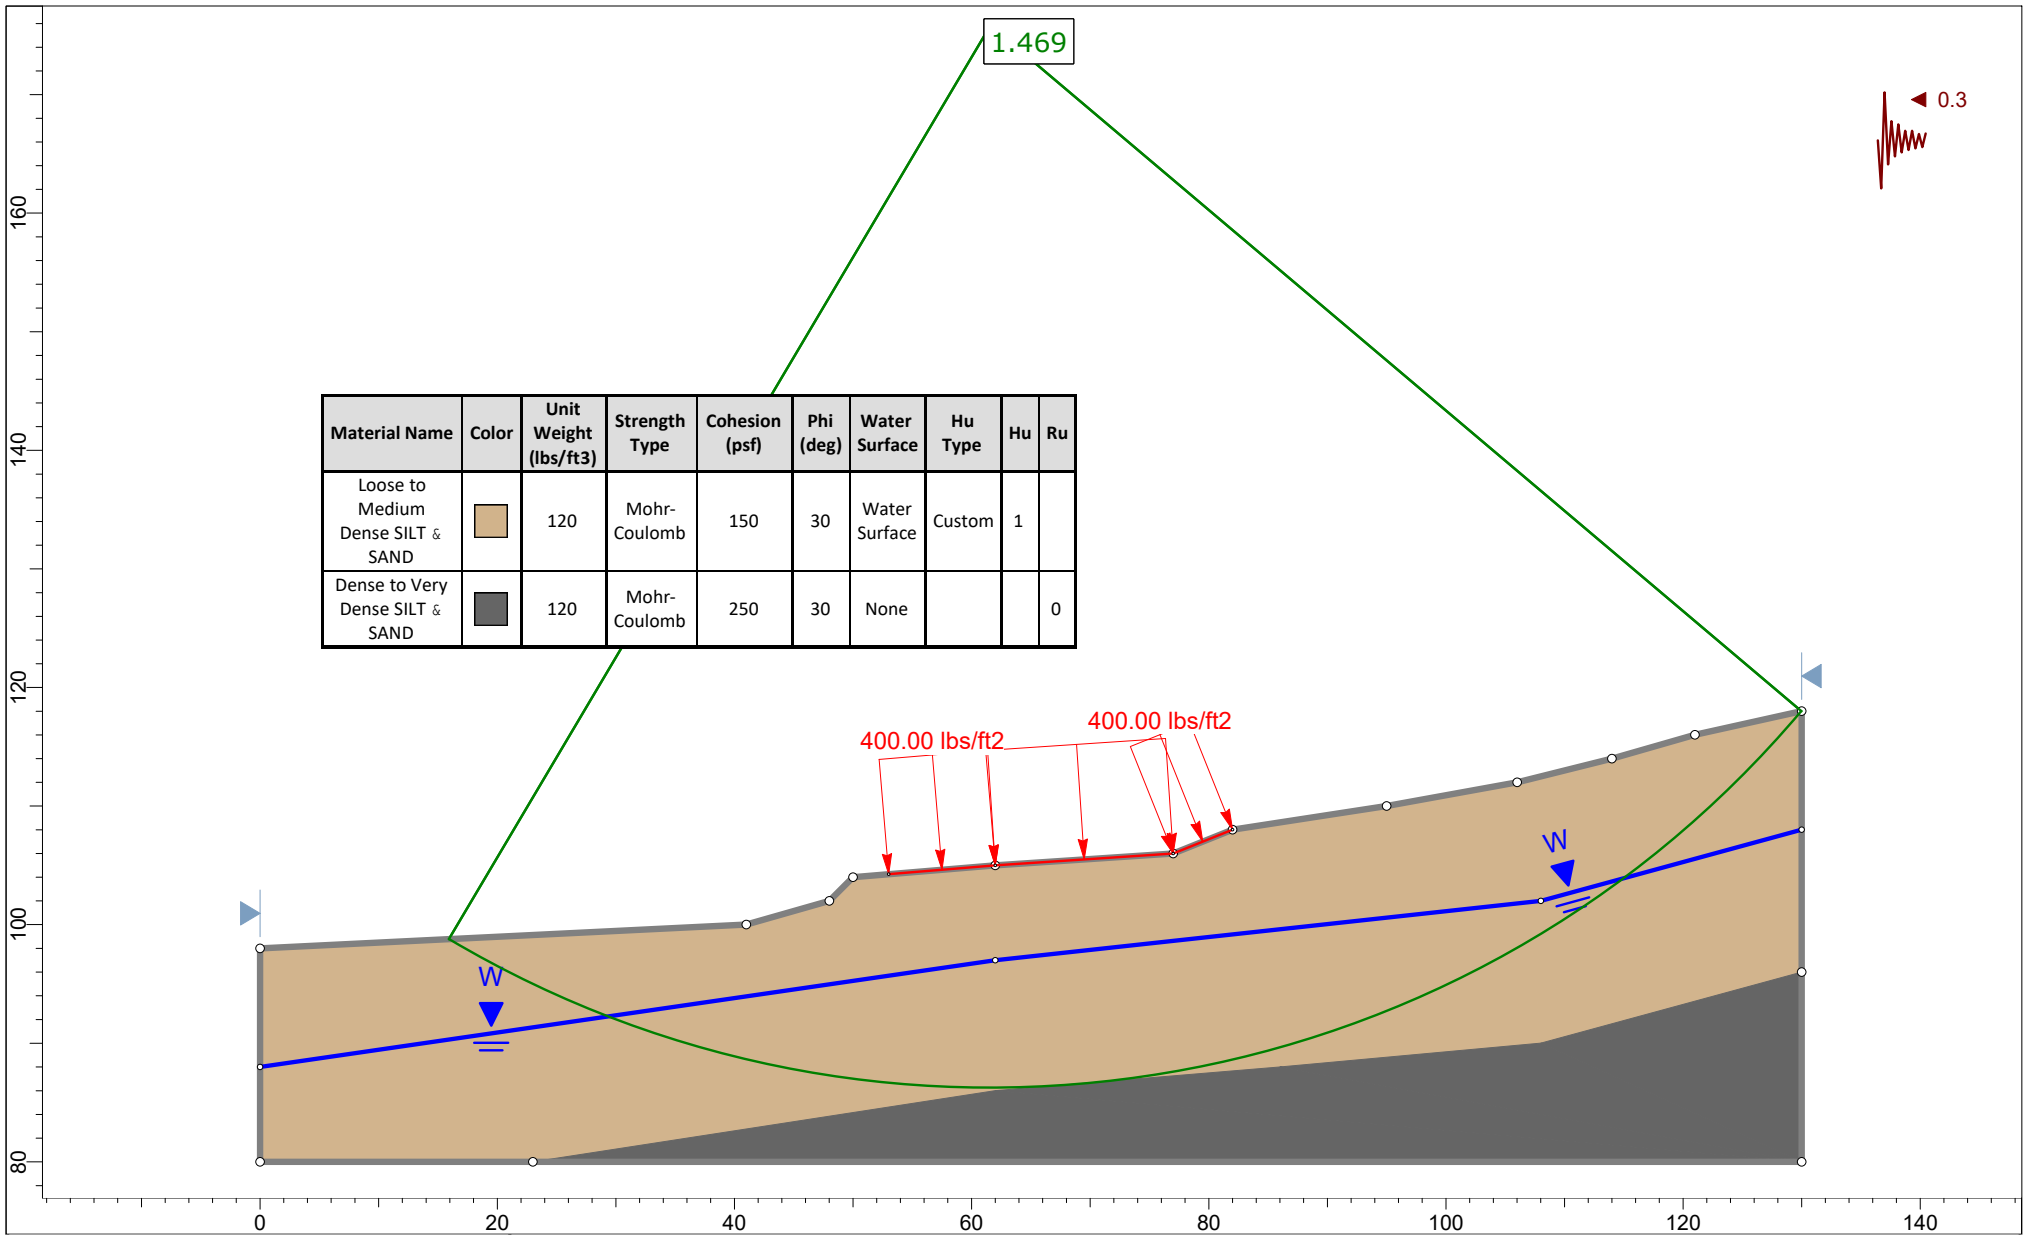 1.469
0.3
160
140
120
100
80
Material Name Color Unit Weight (lbs/ft3) Strength Type Cohesion (psf) Phi (deg) Water Surface Hu Type Hu Ru
Loose to Medium Dense SILT & SAND 120 Mohr-Coulomb 150 30 Water Surface Custom 1
Dense to Very Dense SILT & SAND 120 Mohr-Coulomb 250 30 None 0
400.00 lbs/ft2
400.00 lbs/ft2
W
W
0 20 40 60 80 100 120 140